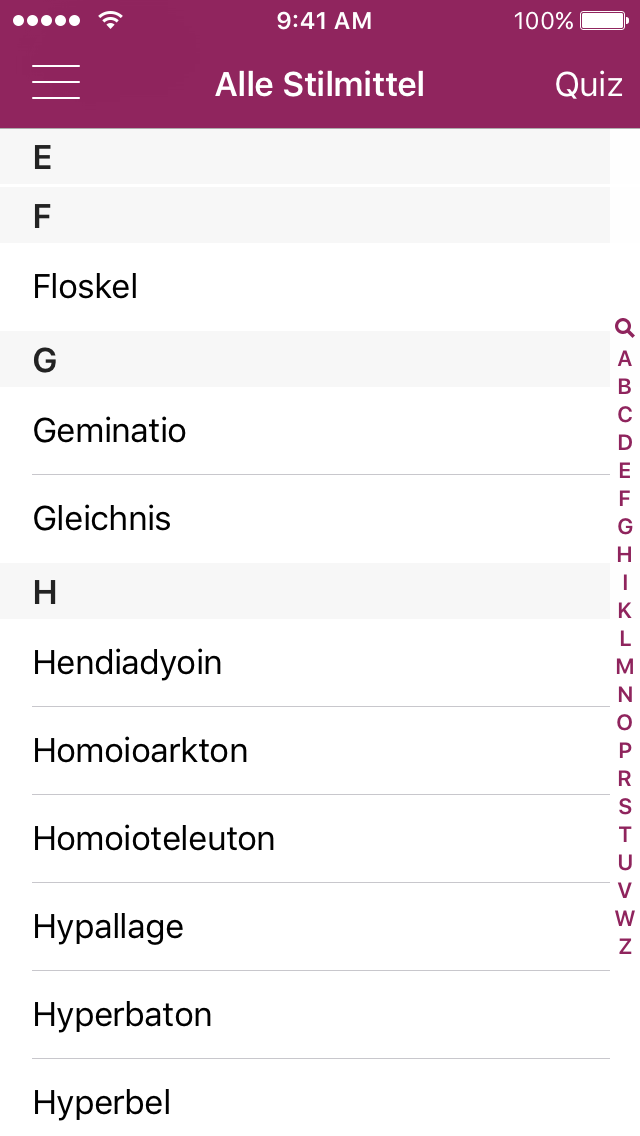 9:41 AM 100%
Alle Stilmittel Quiz
E
F
Floskel
G
Geminatio
Gleichnis
H
Hendiadyoin
Homoioarkton
Homoioteleuton
Hypallage
Hyperbaton
Hyperbel
A
B
C
D
E
F
G
H
I
K
L
M
N
O
P
R
S
T
U
V
W
Z